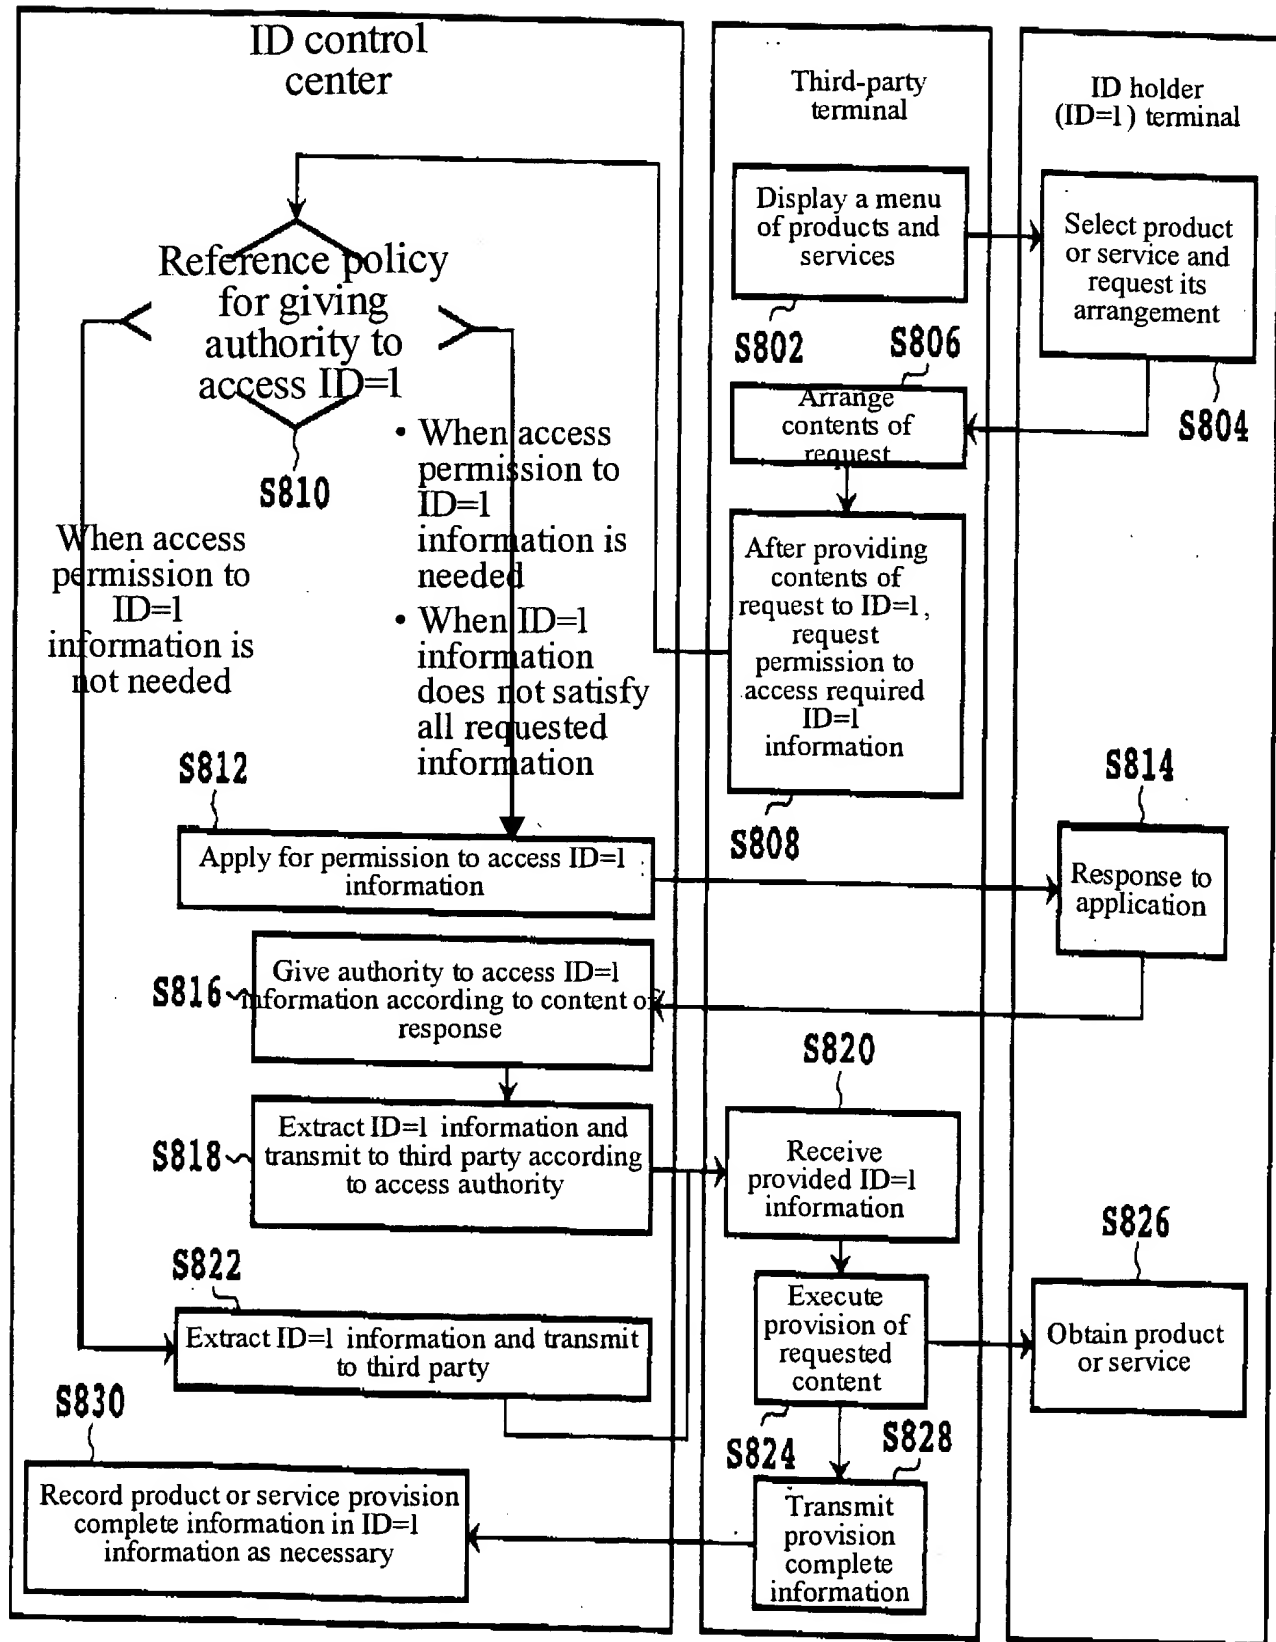 ID control
center
Reference policy
for giving
authority to
access ID=1
S810
When access
permission to
ID=1
information is
not needed
• When access
permission to
ID=1
information is
needed
• When ID=1
information
does not satisfy
all requested
information
S812
Apply for permission to access ID=1
information
S816
Give authority to access ID=1
information according to content of
response
S818
Extract ID=1 information and
transmit to third party according
to access authority
S822
Extract ID=1 information and transmit
to third party
S830
Record product or service provision
complete information in ID=1
information as necessary
Third-party
terminal
Display a menu
of products and
services
S802
S806
Arrange
contents of
request
After providing
contents of
request to ID=1,
request
permission to
access required
ID=1
information
S808
S820
Receive
provided ID=1
information
Execute
provision of
requested
content
S824
S828
Transmit
provision
complete
information
ID holder
(ID=1) terminal
Select product
or service and
request its
arrangement
S804
S814
Response to
application
S826
Obtain product
or service